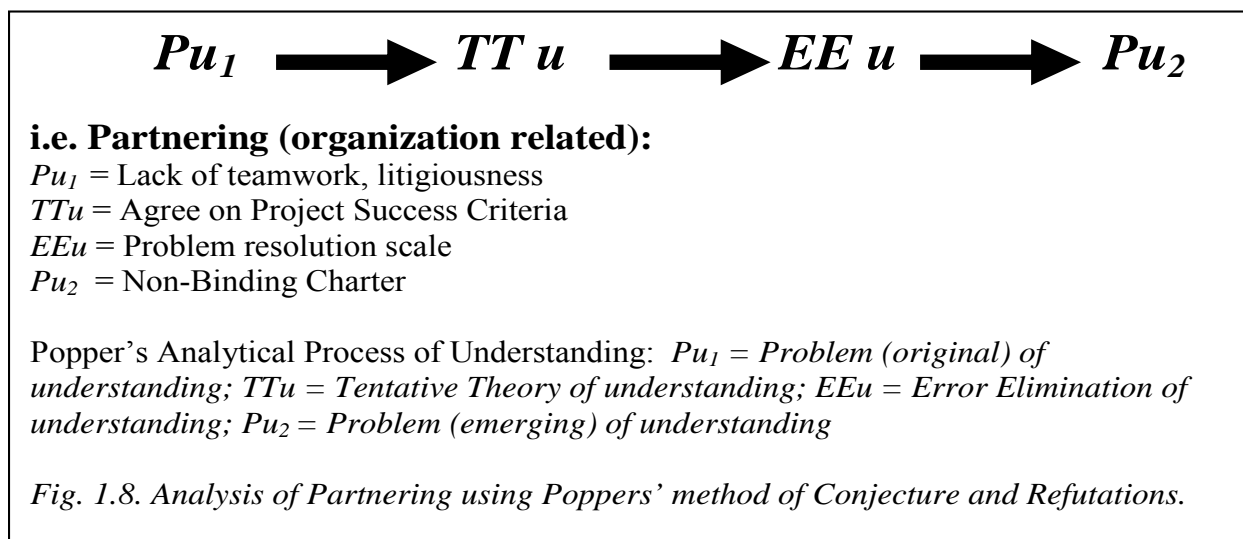 Pu1 TT u EE u Pu2
i.e. Partnering (organization related):
Pu1 = Lack of teamwork, litigiousness
TTu = Agree on Project Success Criteria
EEu = Problem resolution scale
Pu2 = Non-Binding Charter
Popper's Analytical Process of Understanding: Pu1 = Problem (original) of
understanding; TTu = Tentative Theory of understanding; EEu = Error Elimination of
understanding; Pu2 = Problem (emerging) of understanding
Fig. 1.8. Analysis of Partnering using Poppers' method of Conjecture and Refutations.